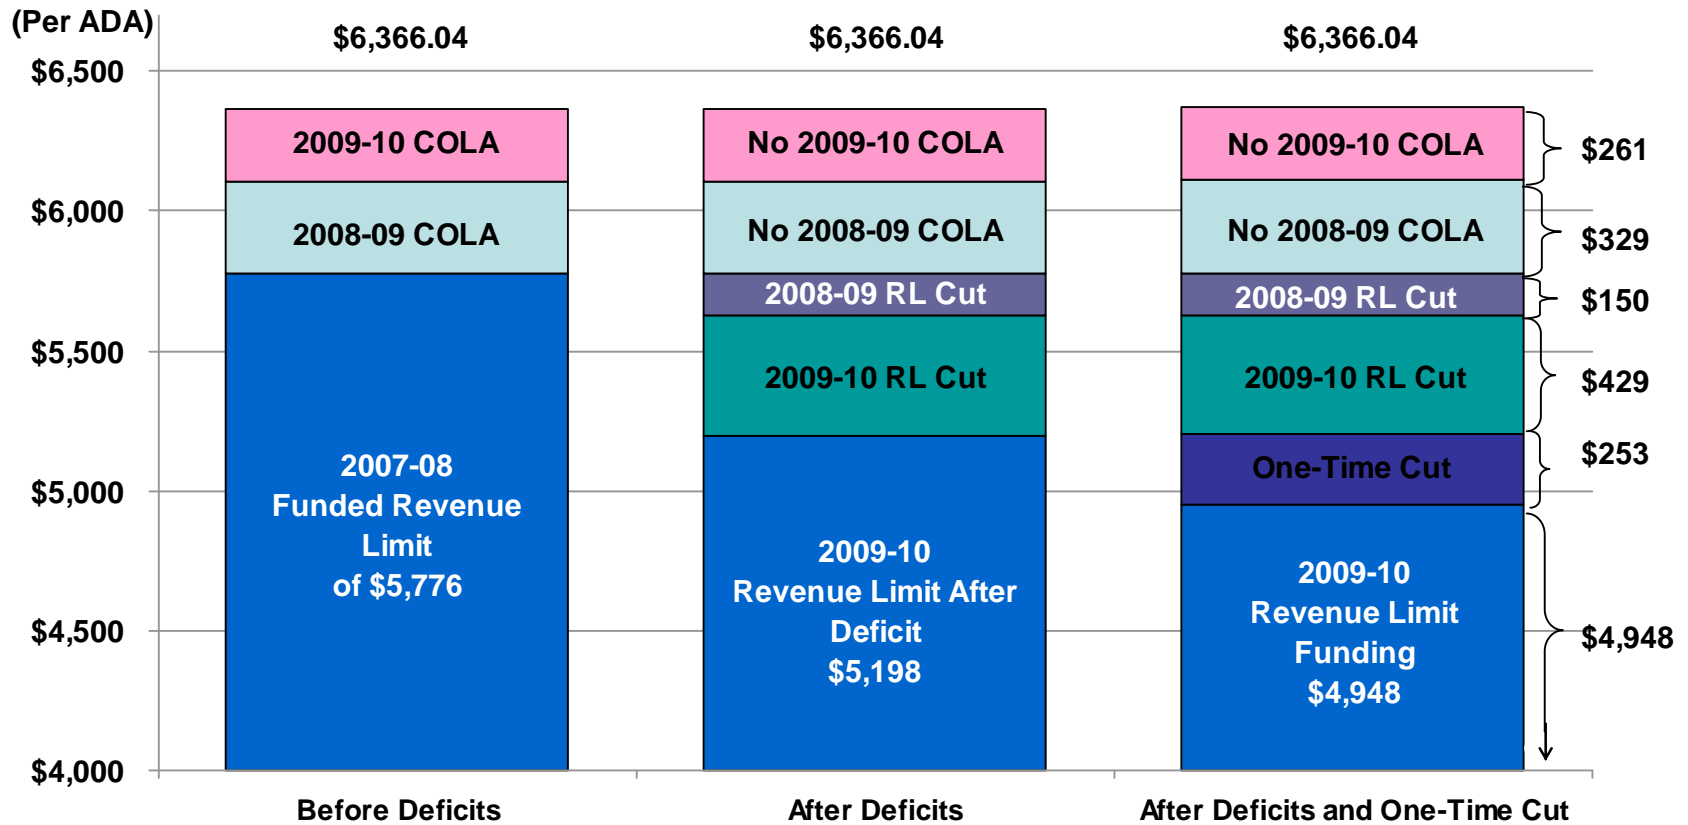 (Per ADA)
$6,366.04
$6,366.04
$6,366.04
$6,500
$6,000
$5,500
$5,000
$4,500
$4,000
2009-10 COLA
2008-09 COLA
2007-08
Funded Revenue
Limit
of $5,776
No 2009-10 COLA
No 2008-09 COLA
2008-09 RL Cut
2009-10 RL Cut
2009-10
Revenue Limit After
Deficit
$5,198
No 2009-10 COLA
No 2008-09 COLA
2008-09 RL Cut
2009-10 RL Cut
One-Time Cut
2009-10
Revenue Limit
Funding
$4,948
$261
$329
$150
$429
$253
$4,948
Before Deficits
After Deficits
After Deficits and One-Time Cut